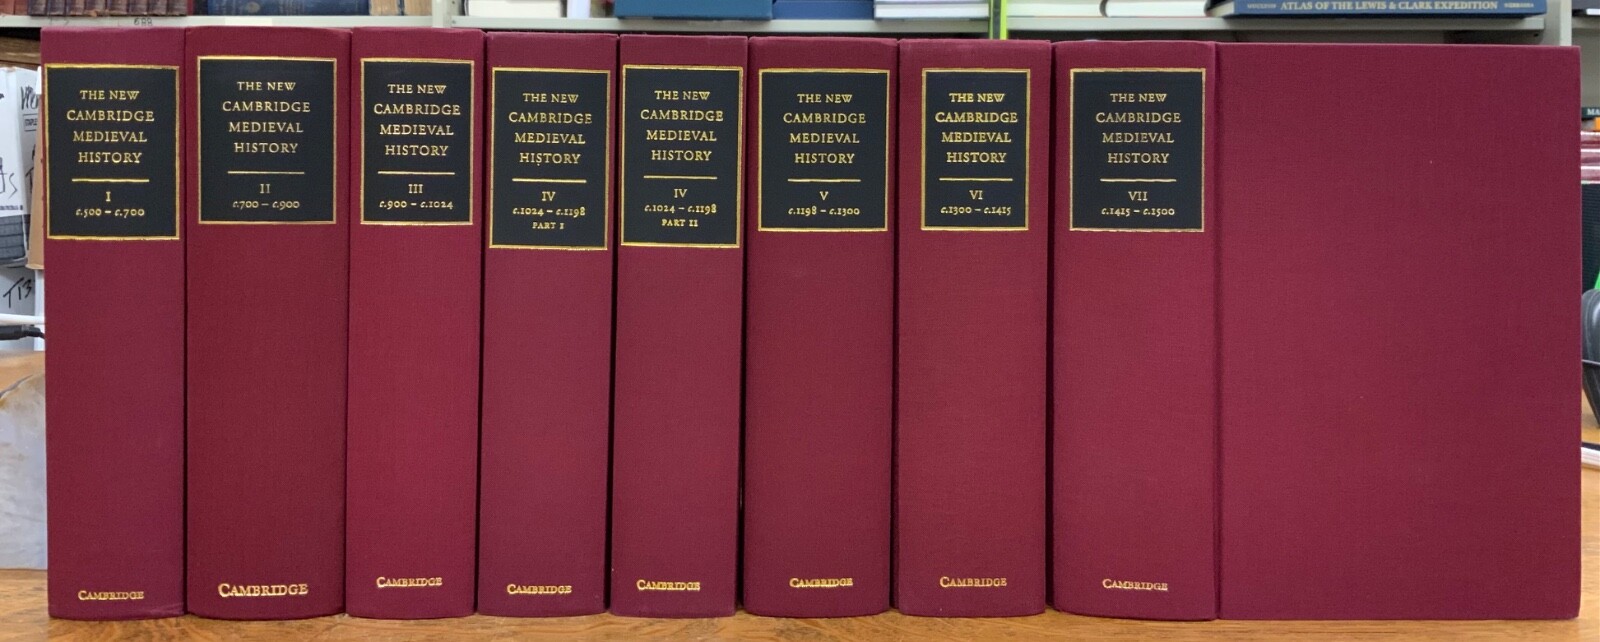 688
ATLAS OF THE LEWIS & CLARK EXPEDITION
THE NEW
CAMBRIDGE
MEDIEVAL
HISTORY
I
c.500 – c.700
CAMBRIDGE
THE NEW
CAMBRIDGE
MEDIEVAL
HISTORY
II
c.700 – c.900
CAMBRIDGE
THE NEW
CAMBRIDGE
MEDIEVAL
HISTORY
III
c.900 – c.1024
CAMBRIDGE
THE NEW
CAMBRIDGE
MEDIEVAL
HISTORY
IV
c.1024 – c.1198
PART I
CAMBRIDGE
THE NEW
CAMBRIDGE
MEDIEVAL
HISTORY
IV
c.1024 – c.1198
PART II
CAMBRIDGE
THE NEW
CAMBRIDGE
MEDIEVAL
HISTORY
V
c.1198 – c.1300
CAMBRIDGE
THE NEW
CAMBRIDGE
MEDIEVAL
HISTORY
VI
c.1300 – c.1415
CAMBRIDGE
THE NEW
CAMBRIDGE
MEDIEVAL
HISTORY
VII
c.1415 – c.1500
CAMBRIDGE